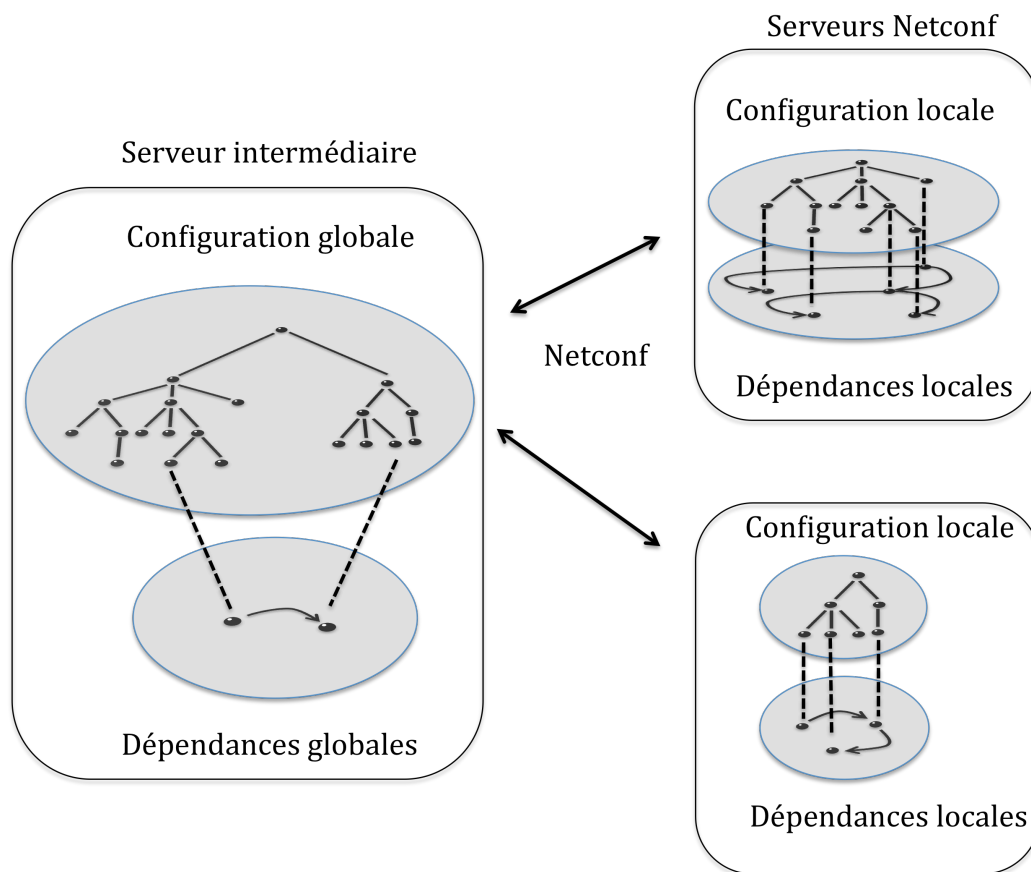 Serveurs Netconf
Configuration locale
Serveur intermédiaire
Configuration globale
Netconf
Dépendances locales
Configuration locale
Dépendances globales
Dépendances locales